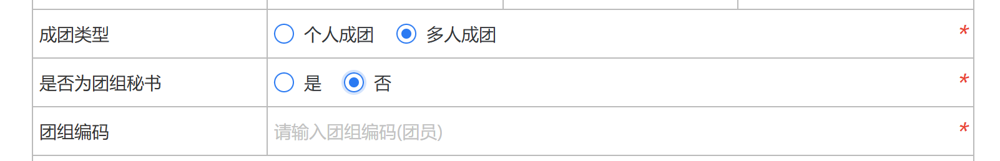 成团类型 个人成团 多人成团 *
是否为团组秘书 是 否 *
团组编码 请输入团组编码(团员) *